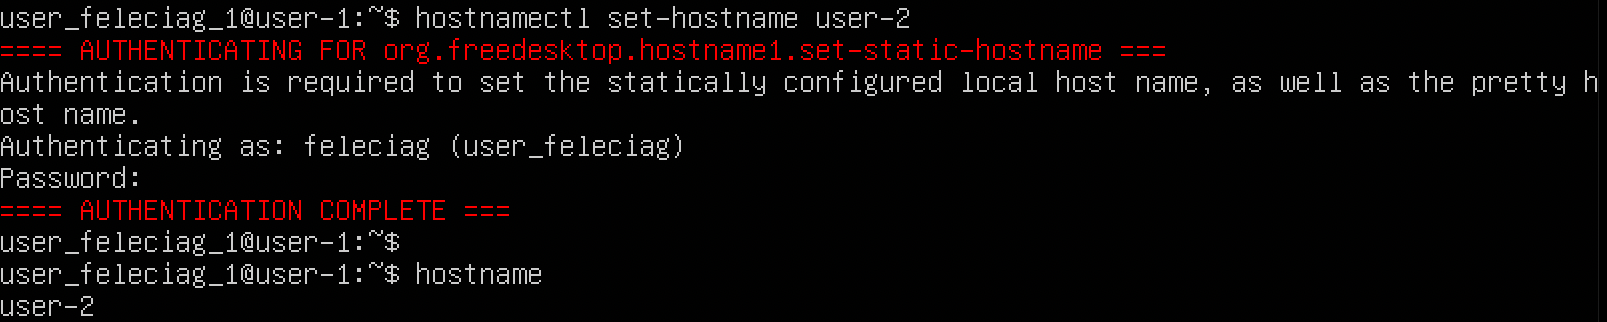 user_feleciag_1@user-1:~$ hostnamectl set-hostname user-2
==== AUTHENTICATING FOR org.freedesktop.hostname1.set-static-hostname ===
Authentication is required to set the statically configured local host name, as well as the pretty h
ost name.
Authenticating as: feleciag (user_feleciag)
Password:
==== AUTHENTICATION COMPLETE ===
user_feleciag_1@user-1:~$
user_feleciag_1@user-1:~$ hostname
user-2